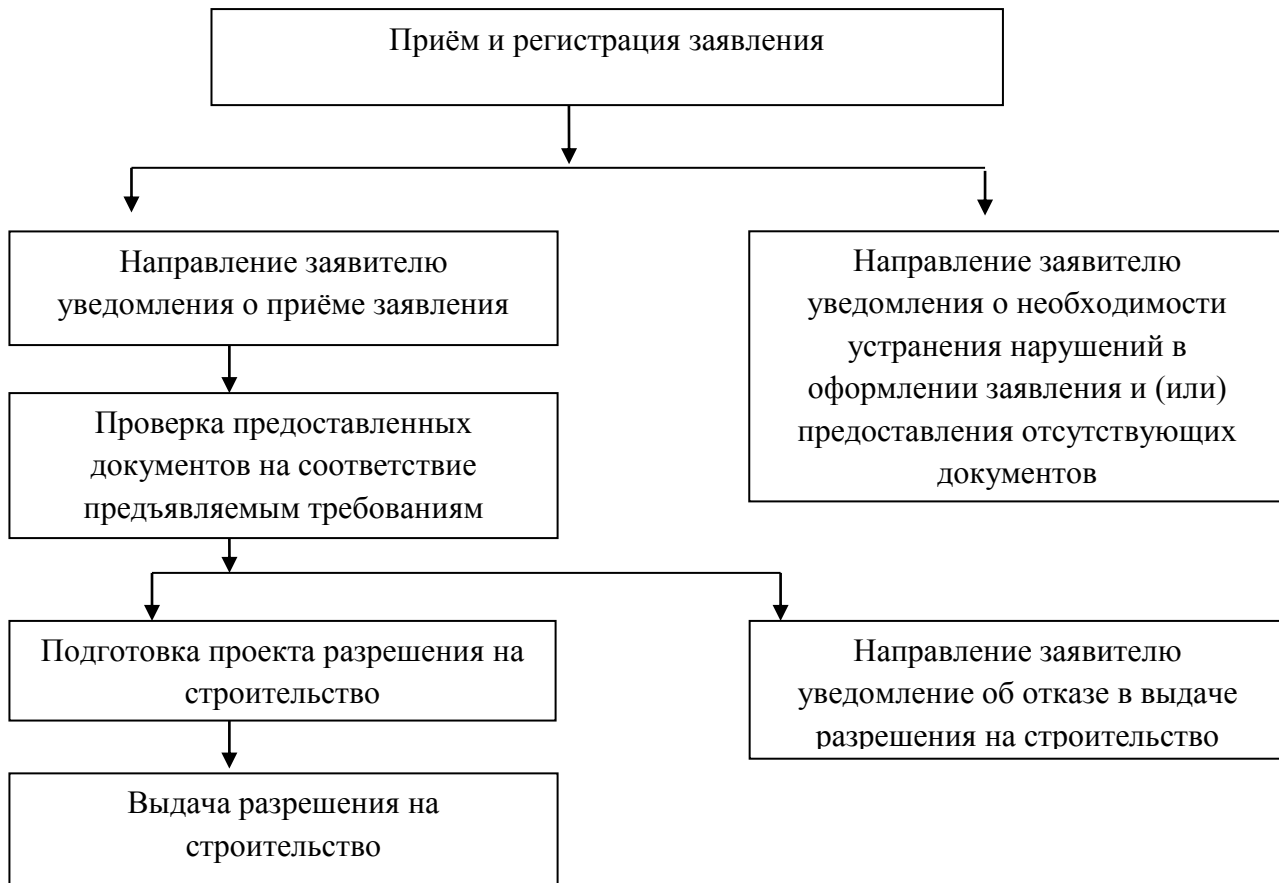 Приём и регистрация заявления
Направление заявителю
уведомления о приёме заявления
Направление заявителю
уведомления о необходимости
устранения нарушений в
оформлении заявления и (или)
предоставления отсутствующих
документов
Проверка предоставленных
документов на соответствие
предъявляемым требованиям
Подготовка проекта разрешения на
строительство
Направление заявителю
уведомление об отказе в выдаче
разрешения на строительство
Выдача разрешения на
строительство